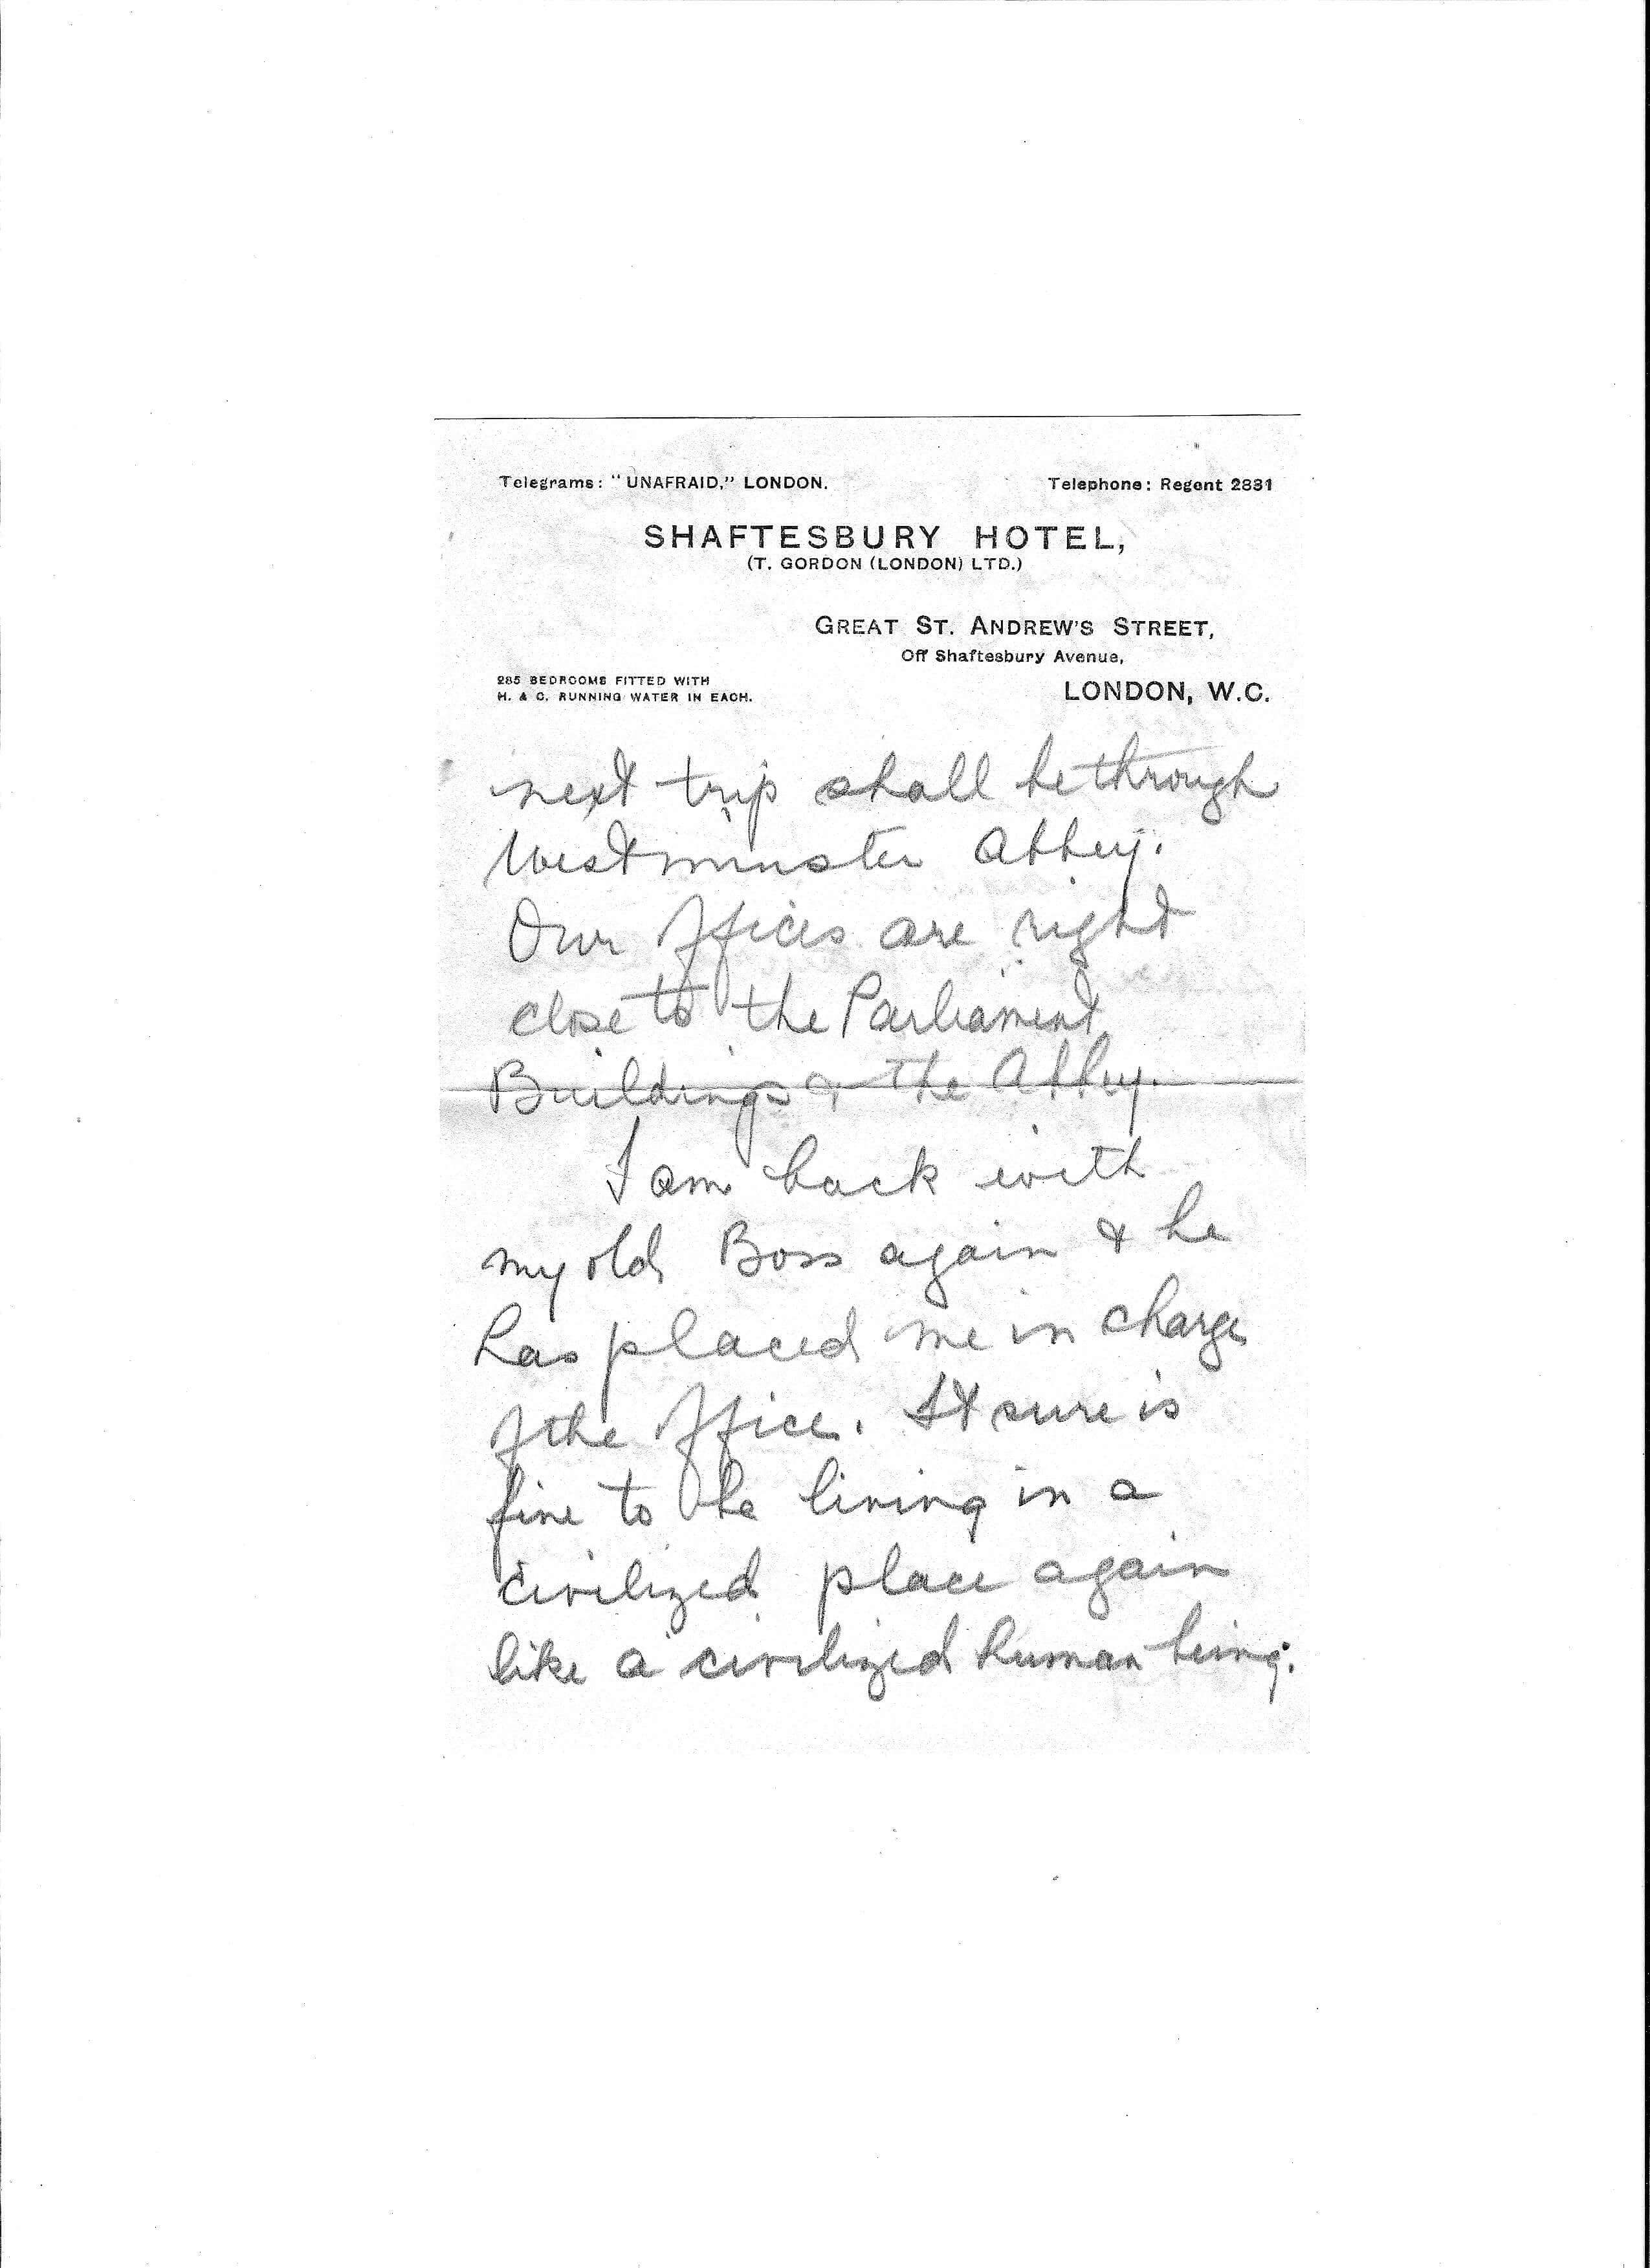 Telegrams: "UNAFRAID," LONDON. Telephone: Regent 2831
SHAFTESBURY HOTEL,
(T. GORDON (LONDON) LTD.)
GREAT ST. ANDREW'S STREET,
Off Shaftesbury Avenue,
285 BEDROOMS FITTED WITH
H. & C. RUNNING WATER IN EACH.
LONDON, W.C.
next trip shall be through
Westminster Abbey.
Our offices are right
close to the Parliament
Buildings & the Abbey.
I am back with
my old Boss again & he
has placed me in charge
of the office. It sure is
fine to be living in a
civilized place again
like a civilized human being.